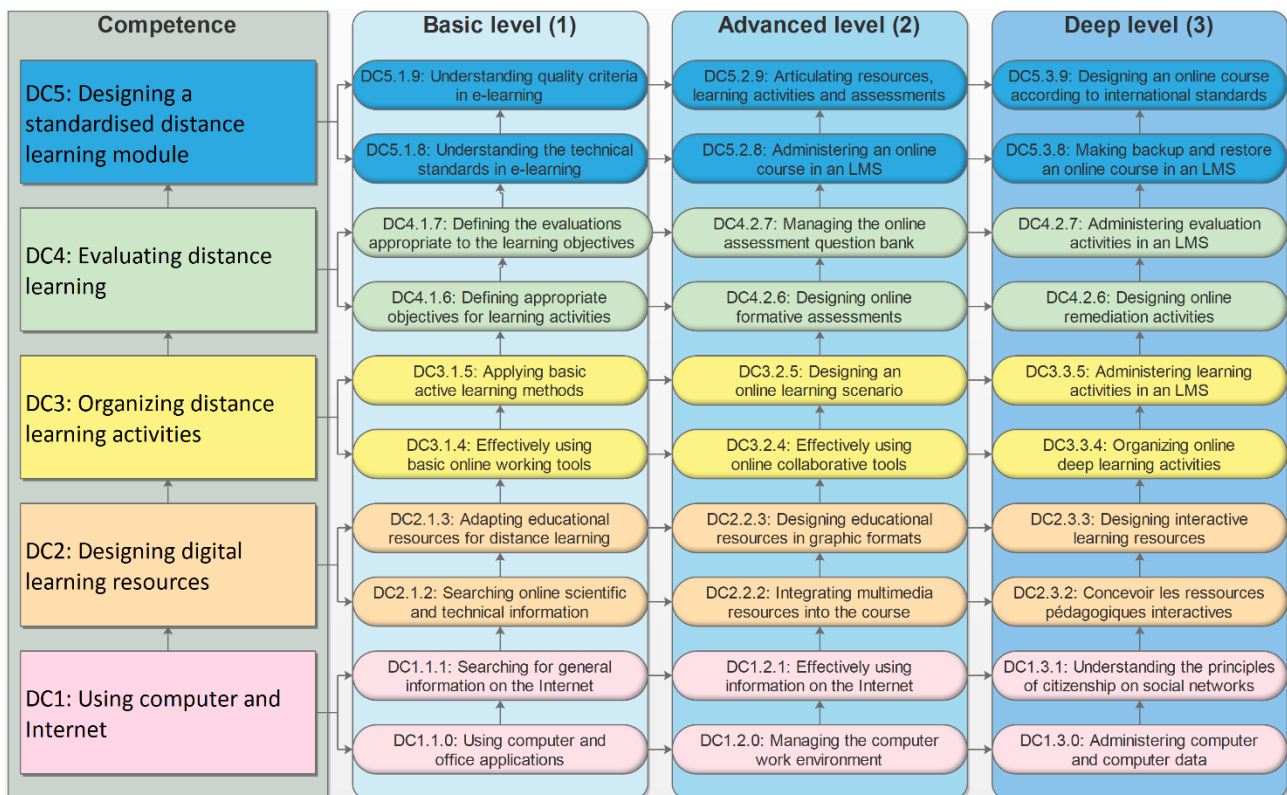 Competence
Basic level (1)
Advanced level (2)
Deep level (3)
DC5: Designing a
standardised distance
learning module
DC5.1.9: Understanding quality criteria
in e-learning
DC5.2.9: Articulating resources,
learning activities and assessments
DC5.3.9: Designing an online course
according to international standards
DC5.1.8: Understanding the technical
standards in e-learning
DC5.2.8: Administering an online
course in an LMS
DC5.3.8: Making backup and restore
an online course in an LMS
DC4: Evaluating distance
learning
DC4.1.7: Defining the evaluations
appropriate to the learning objectives
DC4.2.7: Managing the online
assessment question bank
DC4.2.7: Administering evaluation
activities in an LMS
DC4.1.6: Defining appropriate
objectives for learning activities
DC4.2.6: Designing online
formative assessments
DC4.2.6: Designing online
remediation activities
DC3: Organizing distance
learning activities
DC3.1.5: Applying basic
active learning methods
DC3.2.5: Designing an
online learning scenario
DC3.3.5: Administering learning
activities in an LMS
DC3.1.4: Effectively using
basic online working tools
DC3.2.4: Effectively using
online collaborative tools
DC3.3.4: Organizing online
deep learning activities
DC2: Designing digital
learning resources
DC2.1.3: Adapting educational
resources for distance learning
DC2.2.3: Designing educational
resources in graphic formats
DC2.3.3: Designing interactive
learning resources
DC2.1.2: Searching online scientific
and technical information
DC2.2.2: Integrating multimedia
resources into the course
DC2.3.2: Concevoir les ressources
pédagogiques interactives
DC1: Using computer and
Internet
DC1.1.1: Searching for general
information on the Internet
DC1.2.1: Effectively using
information on the Internet
DC1.3.1: Understanding the principles
of citizenship on social networks
DC1.1.0: Using computer and
office applications
DC1.2.0: Managing the computer
work environment
DC1.3.0: Administering computer
and computer data